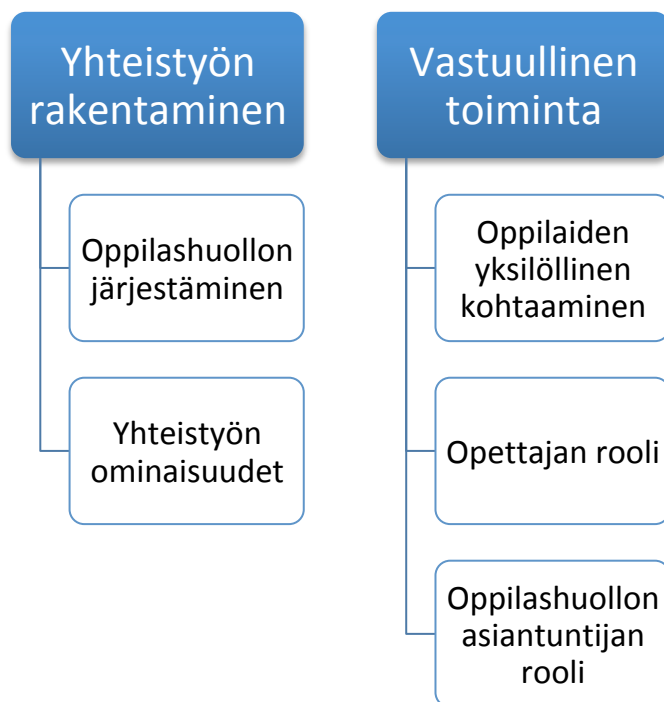 Yhteistyön
rakentaminen
Oppilashuollon
järjestäminen
Yhteistyön
ominaisuudet
Vastuullinen
toiminta
Oppilaiden
yksilöllinen
kohtaaminen
Opettajan rooli
Oppilashuollon
asiantuntijan
rooli